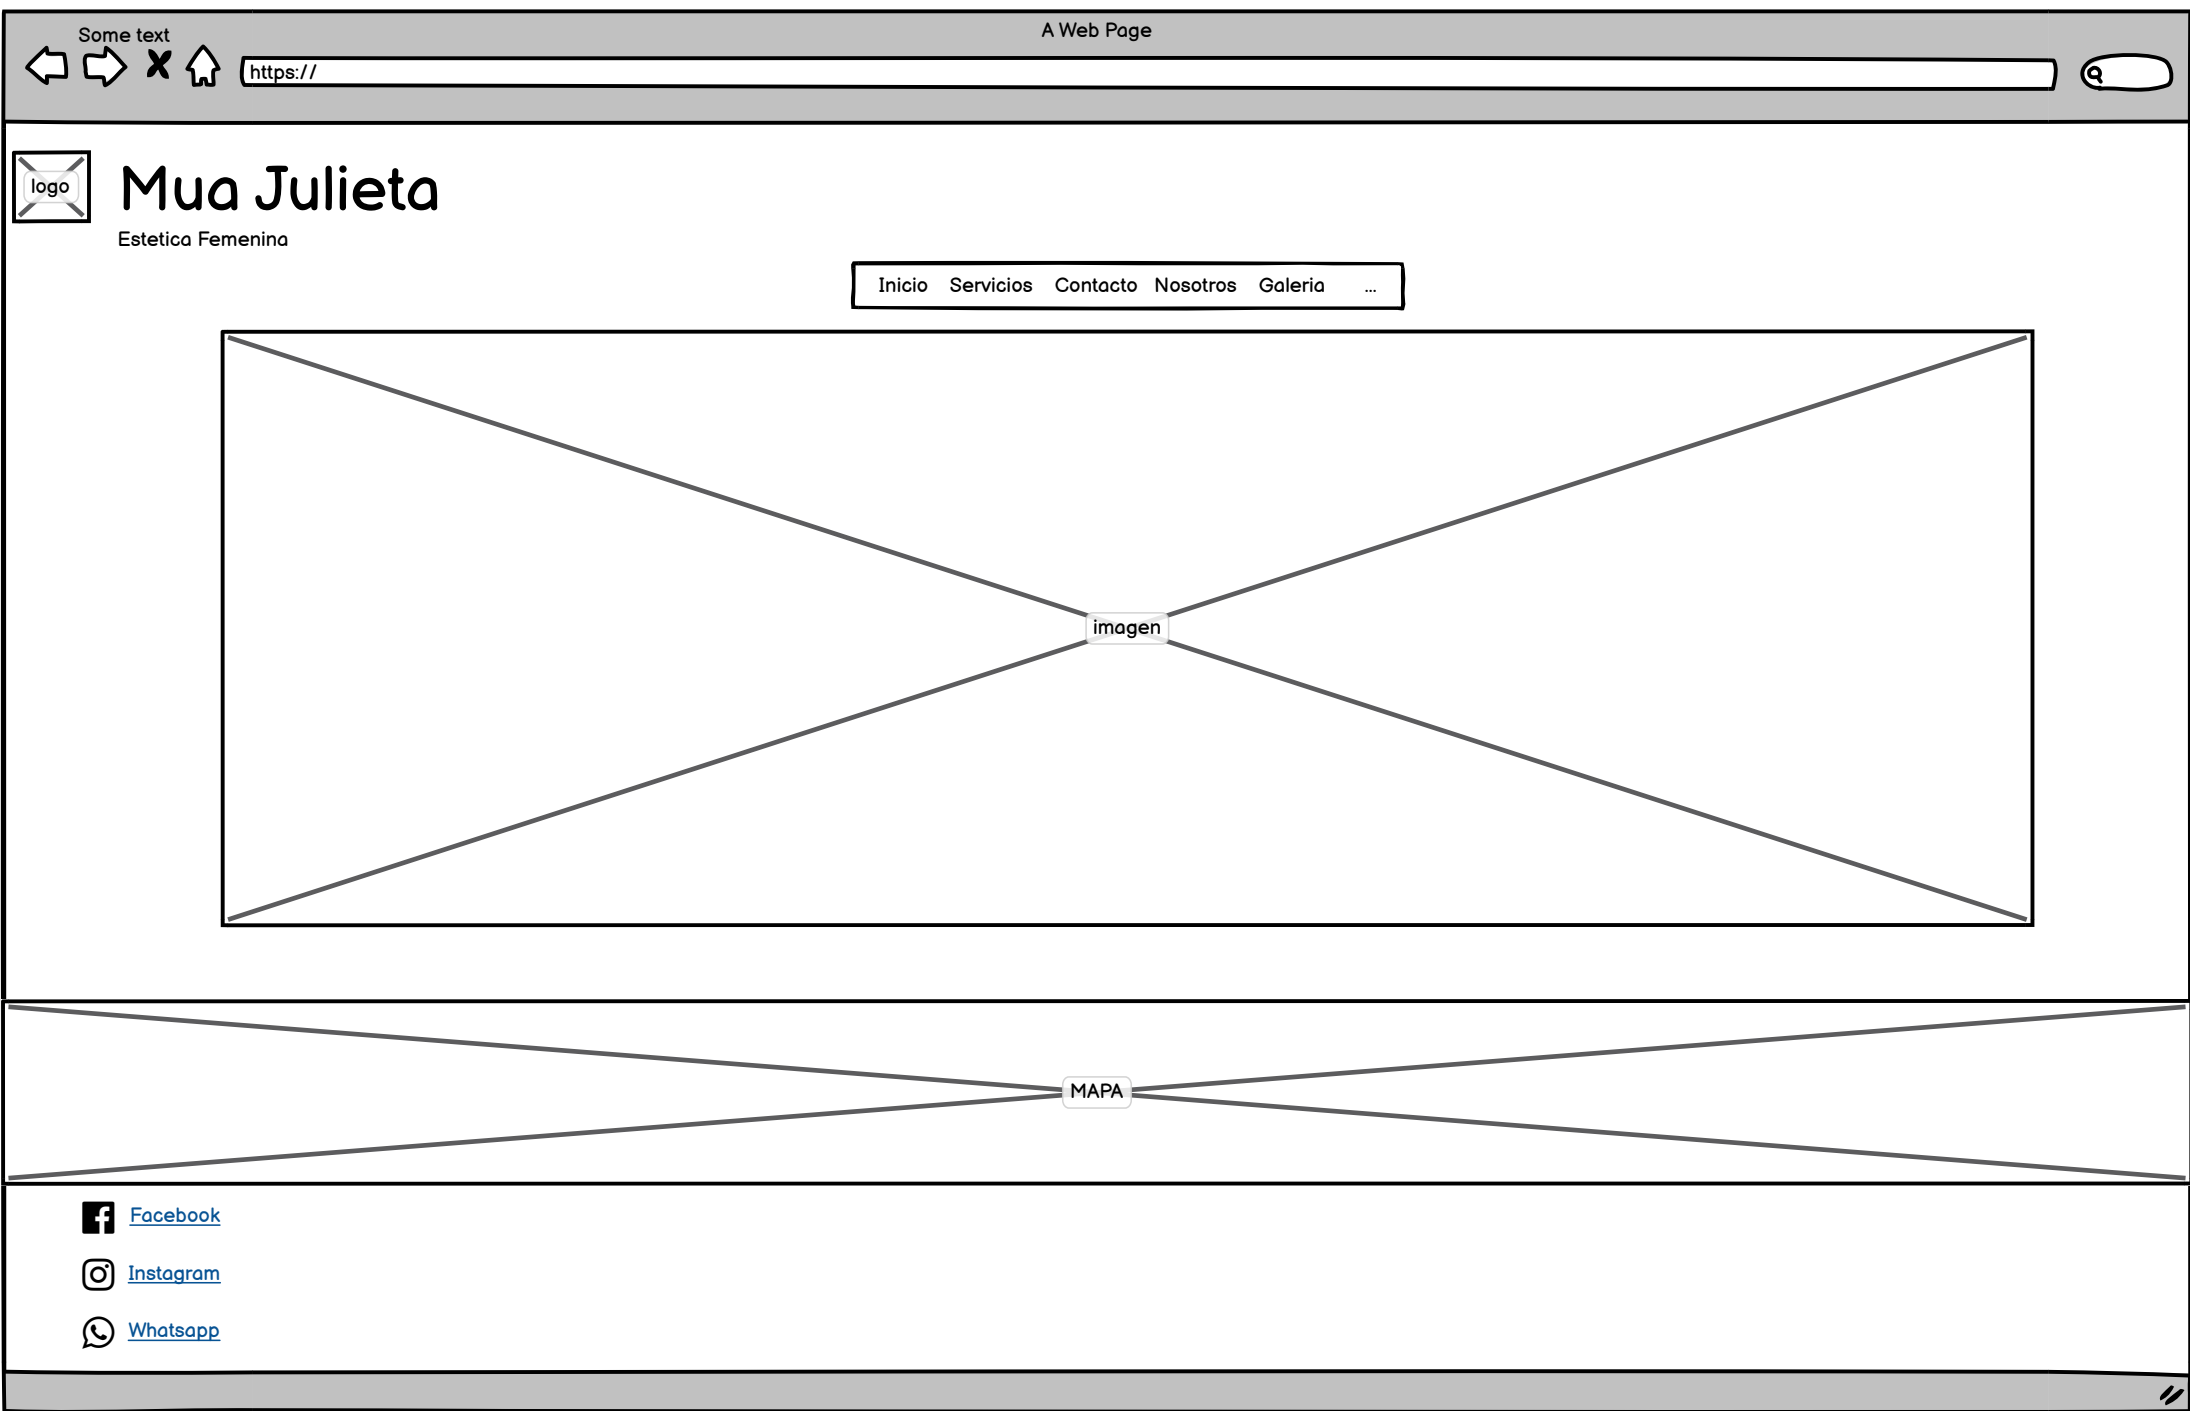 A Web Page
Some text
https://
logo
Mua Julieta
Estetica Femenina
Inicio Servicios Contacto Nosotros Galeria ...
imagen
MAPA
Facebook
Instagram
Whatsapp